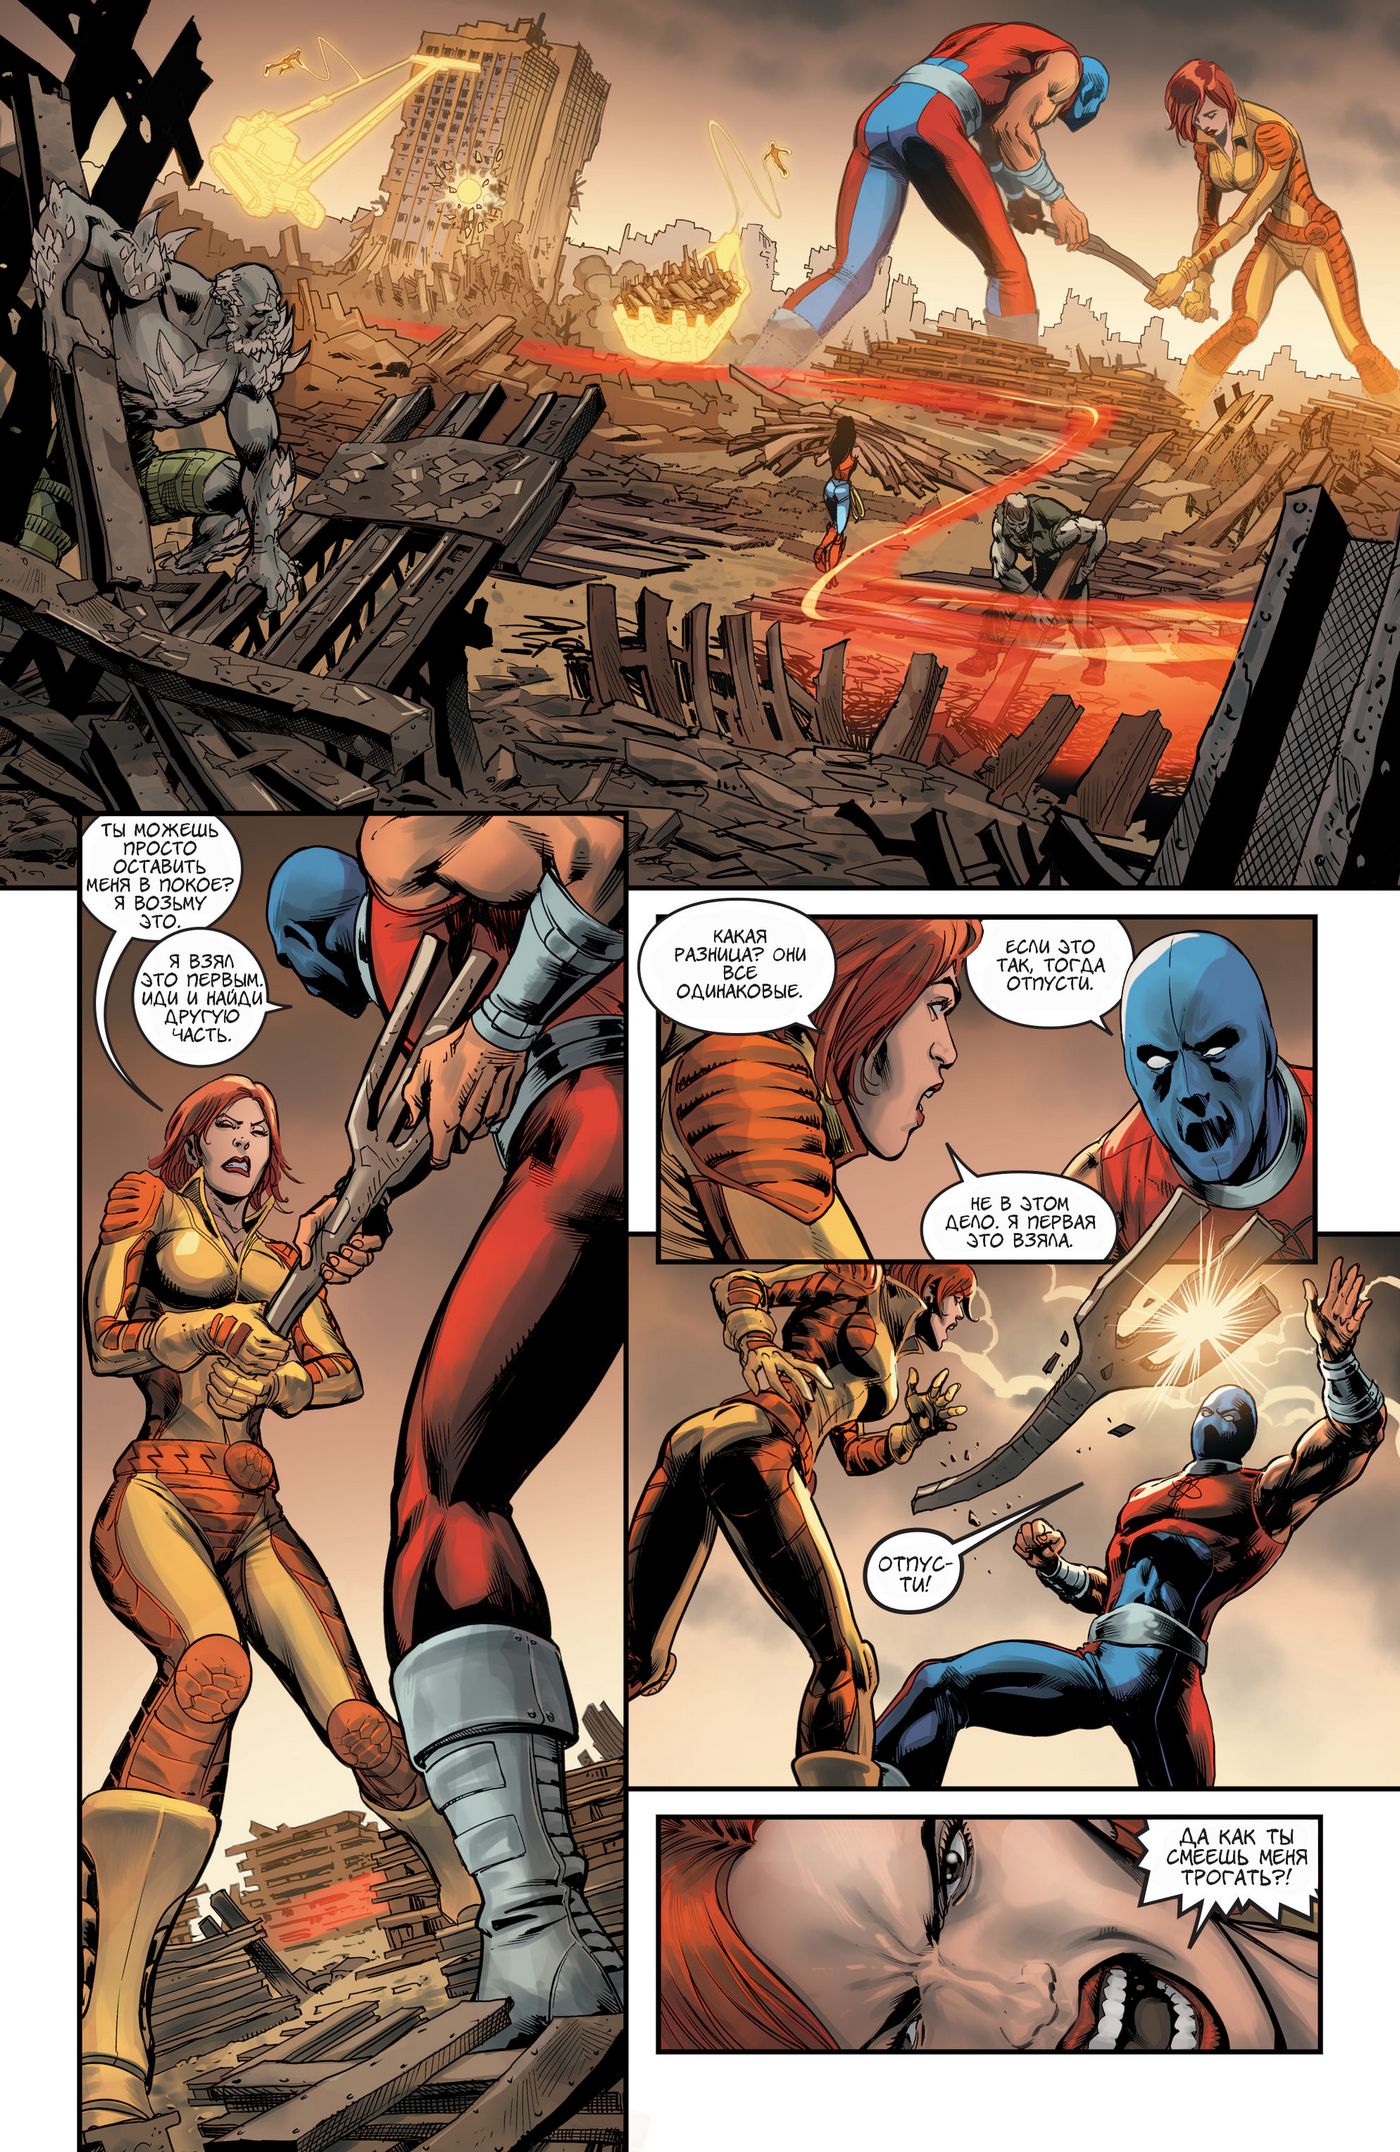 ТЫ МОЖЕШЬ
ПРОСТО
ОСТАВИТЬ
МЕНЯ В ПОКОЕ?
Я ВОЗЬМУ
ЭТО.
Я ВЗЯЛ
ЭТО ПЕРВЫМ.
ИДИ И НАЙДИ
ДРУГУЮ
ЧАСТЬ.
КАКАЯ
РАЗНИЦА? ОНИ
ВСЕ
ОДИНАКОВЫЕ.
ЕСЛИ ЭТО
ТАК, ТОГДА
ОТПУСТИ.
НЕ В ЭТОМ
ДЕЛО. Я ПЕРВАЯ
ЭТО ВЗЯЛА.
ОТПУС-
ТИ!
ДА КАК ТЫ
СМЕЕШЬ МЕНЯ
ТРОГАТЬ?!